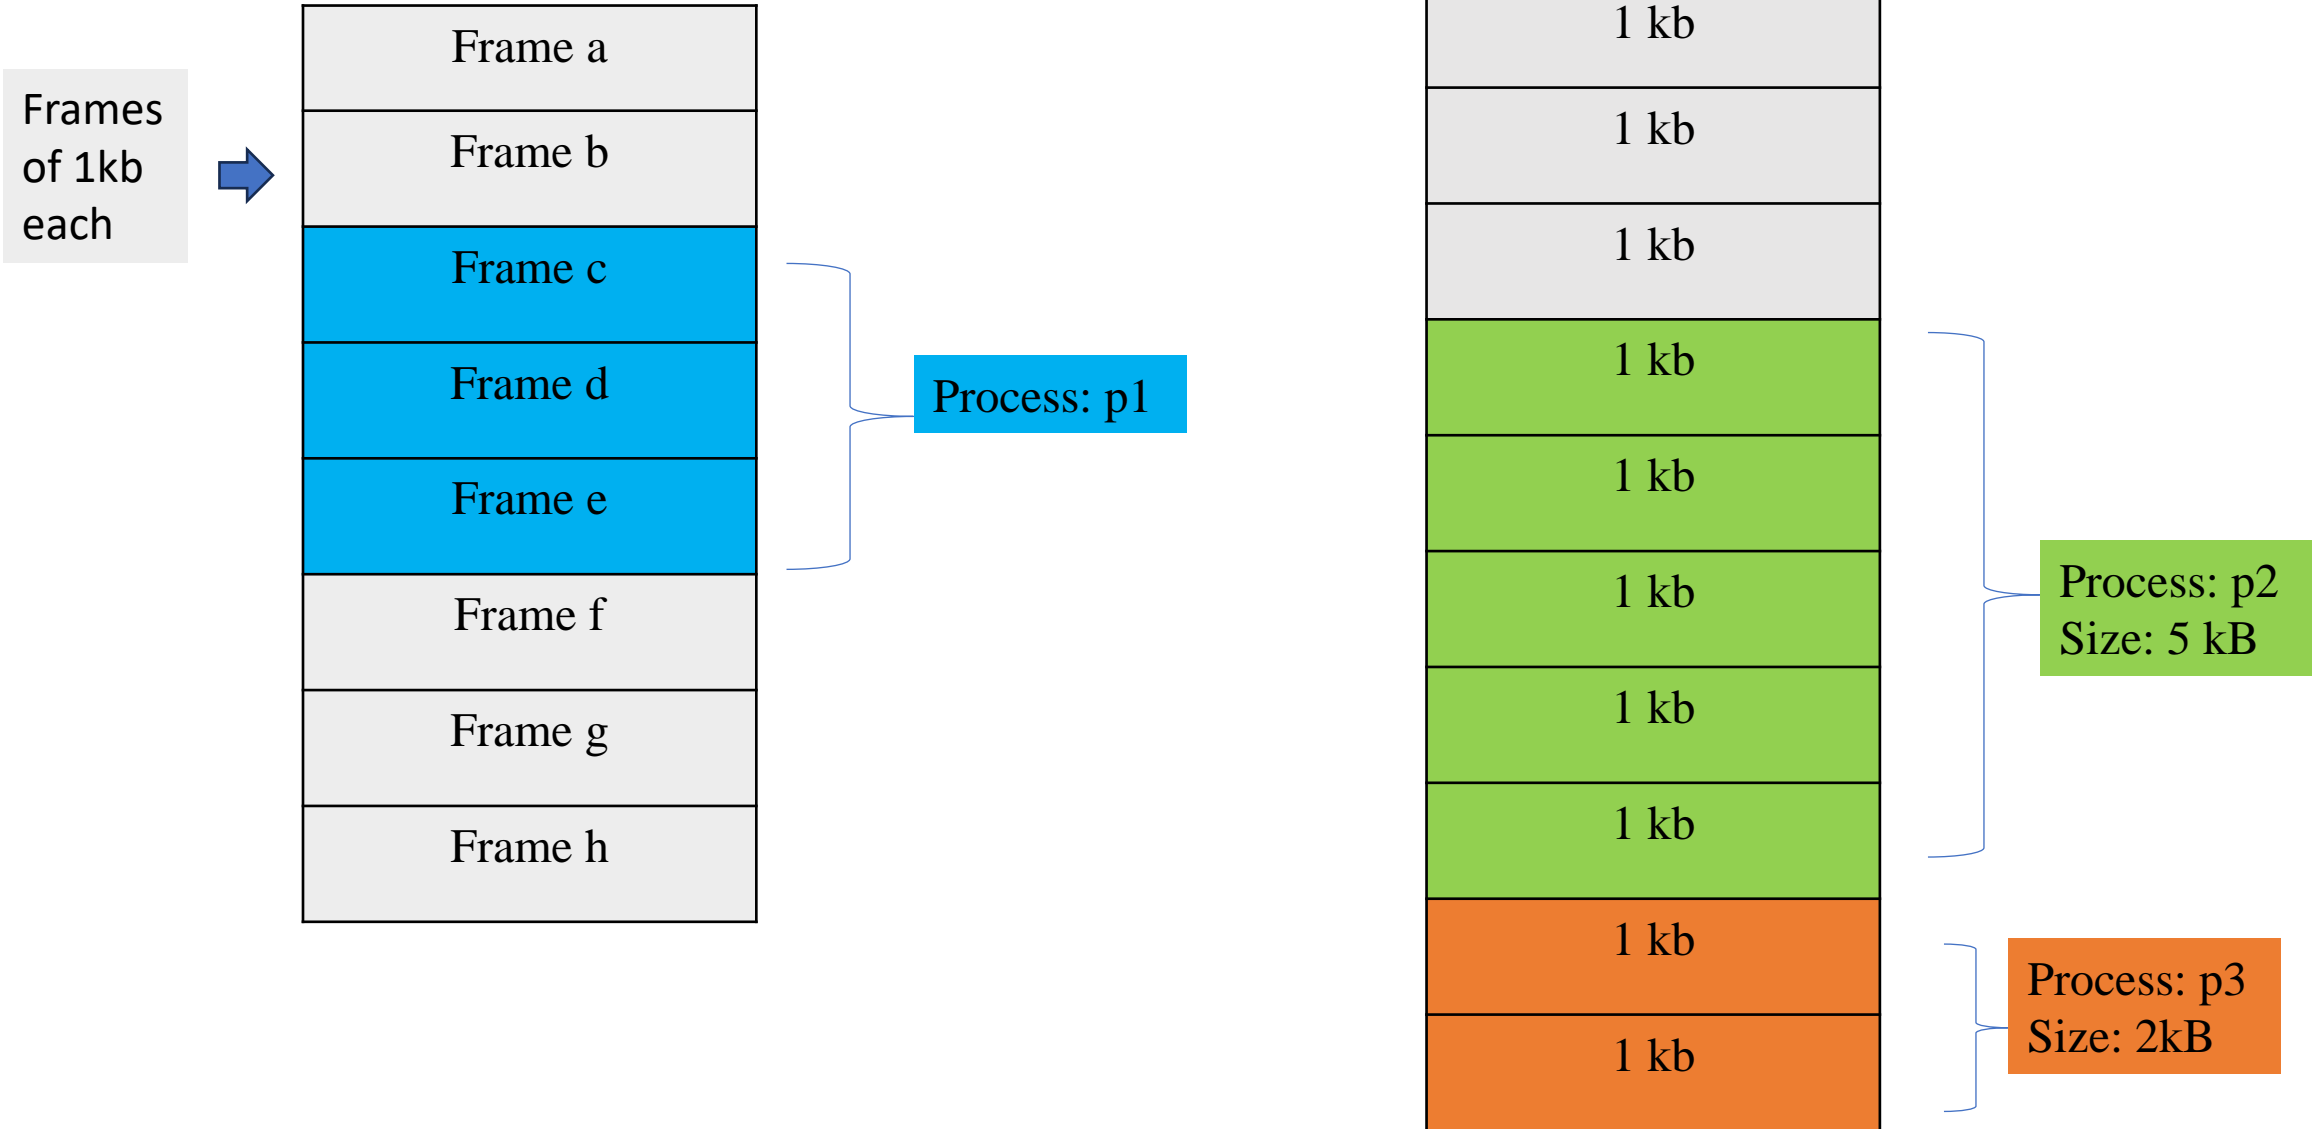 Frames
of 1kb
each
Frame a
Frame b
Frame c
Frame d
Frame e
Frame f
Frame g
Frame h
Process: p1
1 kb
1 kb
1 kb
1 kb
1 kb
1 kb
1 kb
1 kb
1 kb
1 kb
Process: p2
Size: 5 kB
Process: p3
Size: 2kB